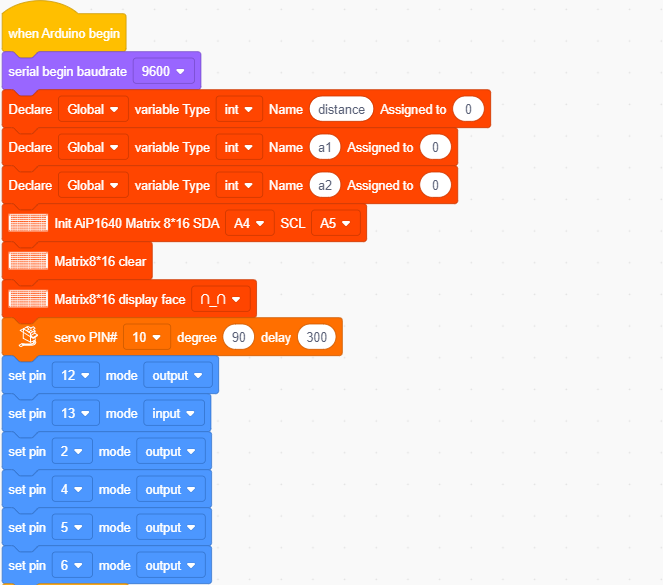 when Arduino begin
serial begin baudrate 9600
Declare Global variable Type int Name distance Assigned to 0
Declare Global variable Type int Name a1 Assigned to 0
Declare Global variable Type int Name a2 Assigned to 0
Init AiP1640 Matrix 8*16 SDA A4 SCL A5
Matrix8*16 clear
Matrix8*16 display face ∩_∩
servo PIN# 10 degree 90 delay 300
set pin 12 mode output
set pin 13 mode input
set pin 2 mode output
set pin 4 mode output
set pin 5 mode output
set pin 6 mode output